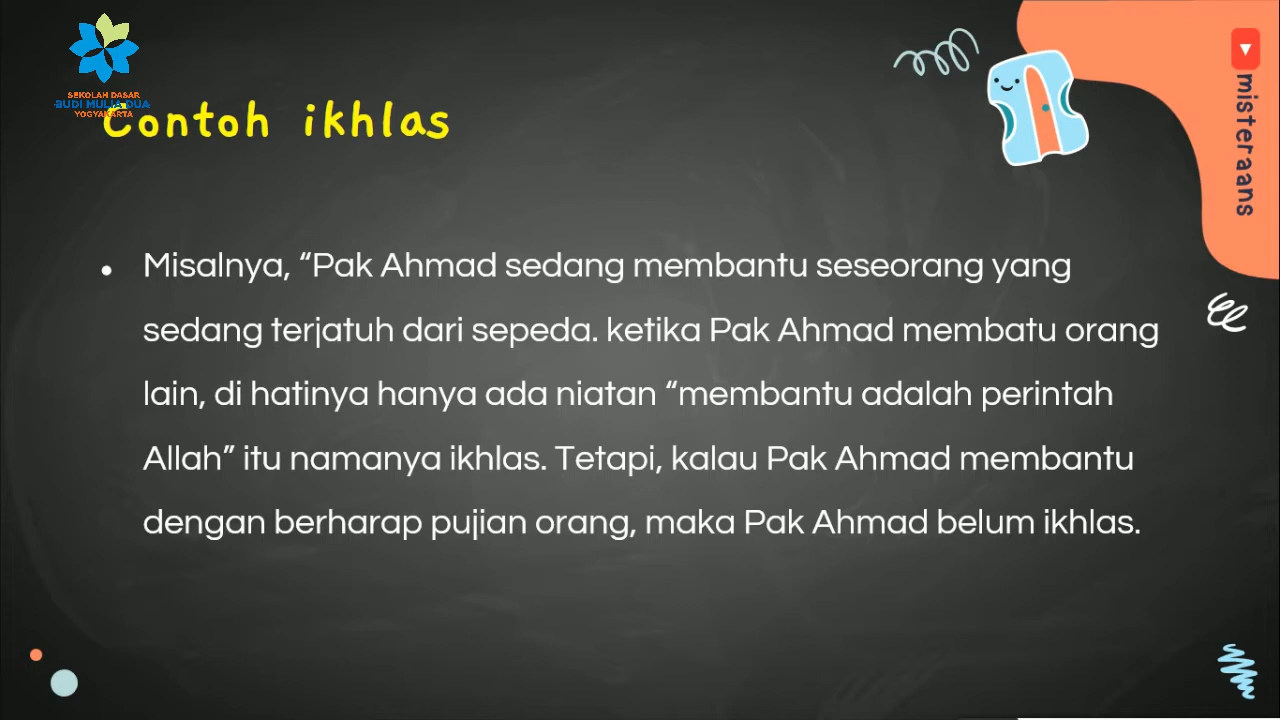 SEKOLAH DASAR
BUDI MULIA DUA
YOGYAKARTA
Contoh ikhlas
misteraans
• Misalnya, “Pak Ahmad sedang membantu seseorang yang
sedang terjatuh dari sepeda. ketika Pak Ahmad membatu orang
lain, di hatinya hanya ada niatan “membantu adalah perintah
Allah” itu namanya ikhlas. Tetapi, kalau Pak Ahmad membantu
dengan berharap pujian orang, maka Pak Ahmad belum ikhlas.